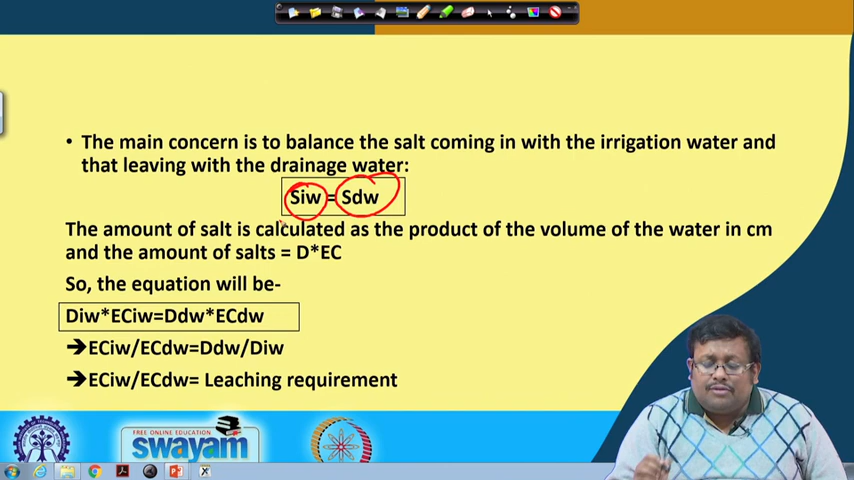 • The main concern is to balance the salt coming in with the irrigation water and
that leaving with the drainage water:
Siw = Sdw
The amount of salt is calculated as the product of the volume of the water in cm
and the amount of salts = D*EC
So, the equation will be-
Diw*ECiw=Ddw*ECdw
➔ECiw/ECdw=Ddw/Diw
➔ECiw/ECdw= Leaching requirement
FREE ONLINE EDUCATION
swayam